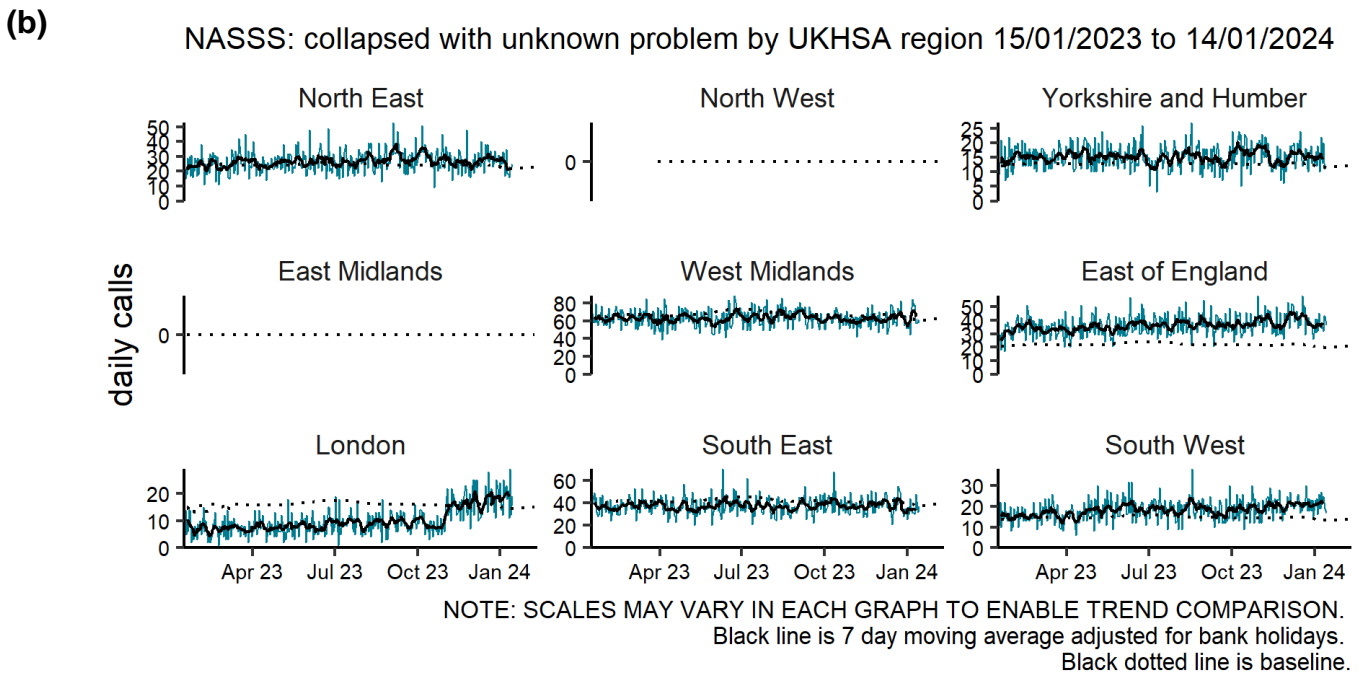 (b)
NASSS: collapsed with unknown problem by UKHSA region 15/01/2023 to 14/01/2024
daily calls
North East
50
40
30
20
10
0
North West
0
Yorkshire and Humber
25
20
15
10
5
0
East Midlands
0
West Midlands
80
60
40
20
0
East of England
50
40
30
20
10
0
London
20
10
0
Apr 23 Jul 23 Oct 23 Jan 24
South East
60
40
20
0
Apr 23 Jul 23 Oct 23 Jan 24
South West
30
20
10
0
Apr 23 Jul 23 Oct 23 Jan 24
NOTE: SCALES MAY VARY IN EACH GRAPH TO ENABLE TREND COMPARISON.
Black line is 7 day moving average adjusted for bank holidays.
Black dotted line is baseline.